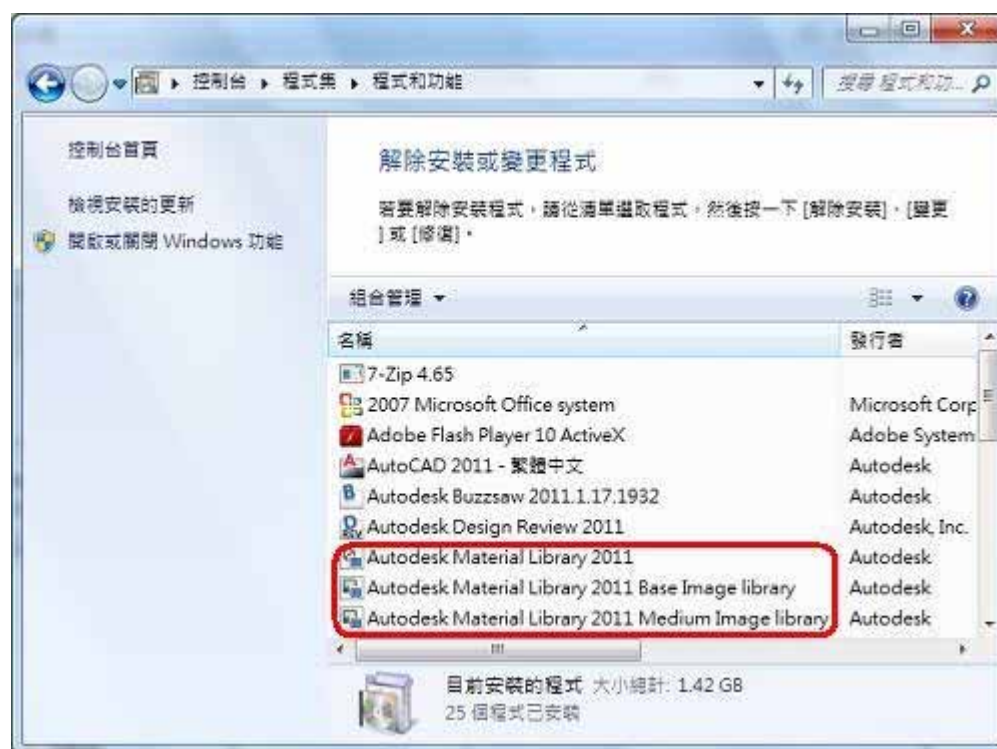 控制台 ▸ 程式集 ▸ 程式和功能
搜尋 程式和功...
控制台首頁
檢視安裝的更新
開啟或關閉 Windows 功能
解除安裝或變更程式
若要解除安裝程式，請從清單選取程式，然後按一下 [解除安裝]、[變更
] 或 [修復]。
組合管理
名稱 發行者
7-Zip 4.65
2007 Microsoft Office system Microsoft Corp
Adobe Flash Player 10 ActiveX Adobe System
AutoCAD 2011 - 繁體中文 Autodesk
Autodesk Buzzsaw 2011.1.17.1932 Autodesk
Autodesk Design Review 2011 Autodesk, Inc.
Autodesk Material Library 2011 Autodesk
Autodesk Material Library 2011 Base Image library Autodesk
Autodesk Material Library 2011 Medium Image library Autodesk
目前安裝的程式 大小總計: 1.42 GB
25 個程式已安裝